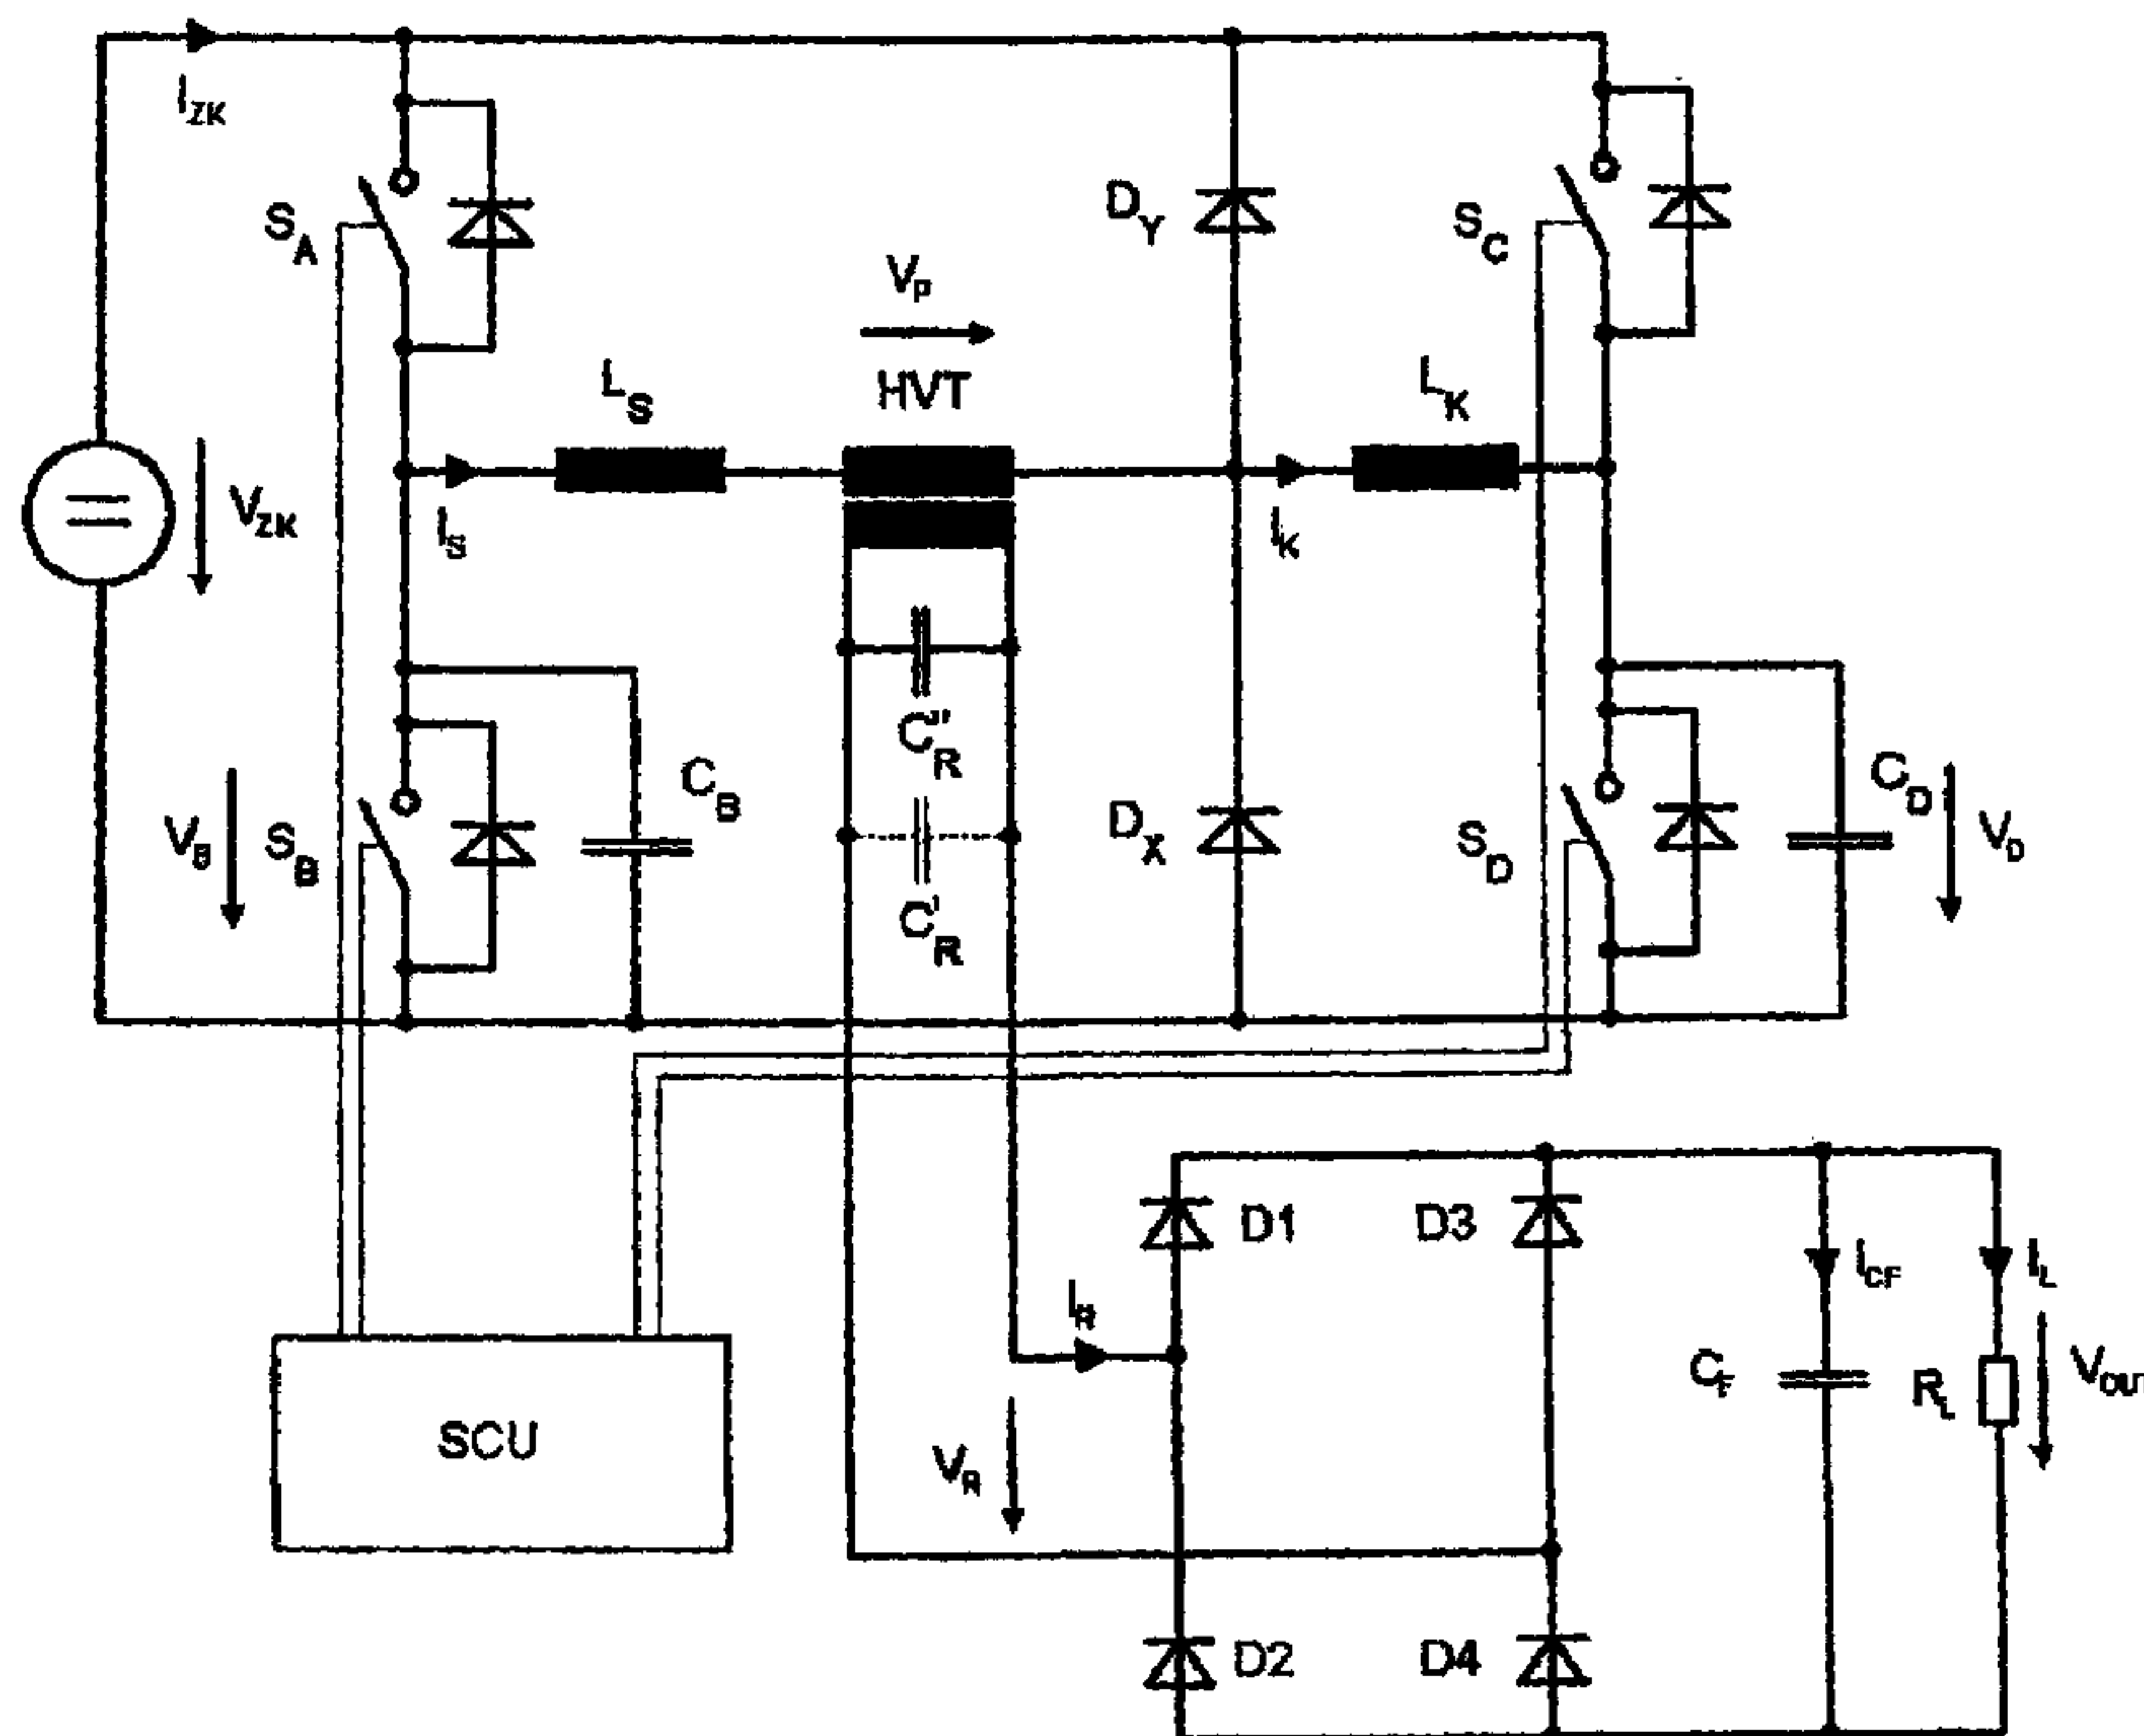 I_ZK
S_A
D_Y
S_C
V_P
L_S
HVT
L_K
V_ZK
I_S
I_K
C''_R
V_B
S_B
C_B
D_X
S_D
C_D
V_D
C'_R
D1
D3
I_CF
I_L
I_R
C_F
R_L
V_OUT
SCU
V_R
D2
D4